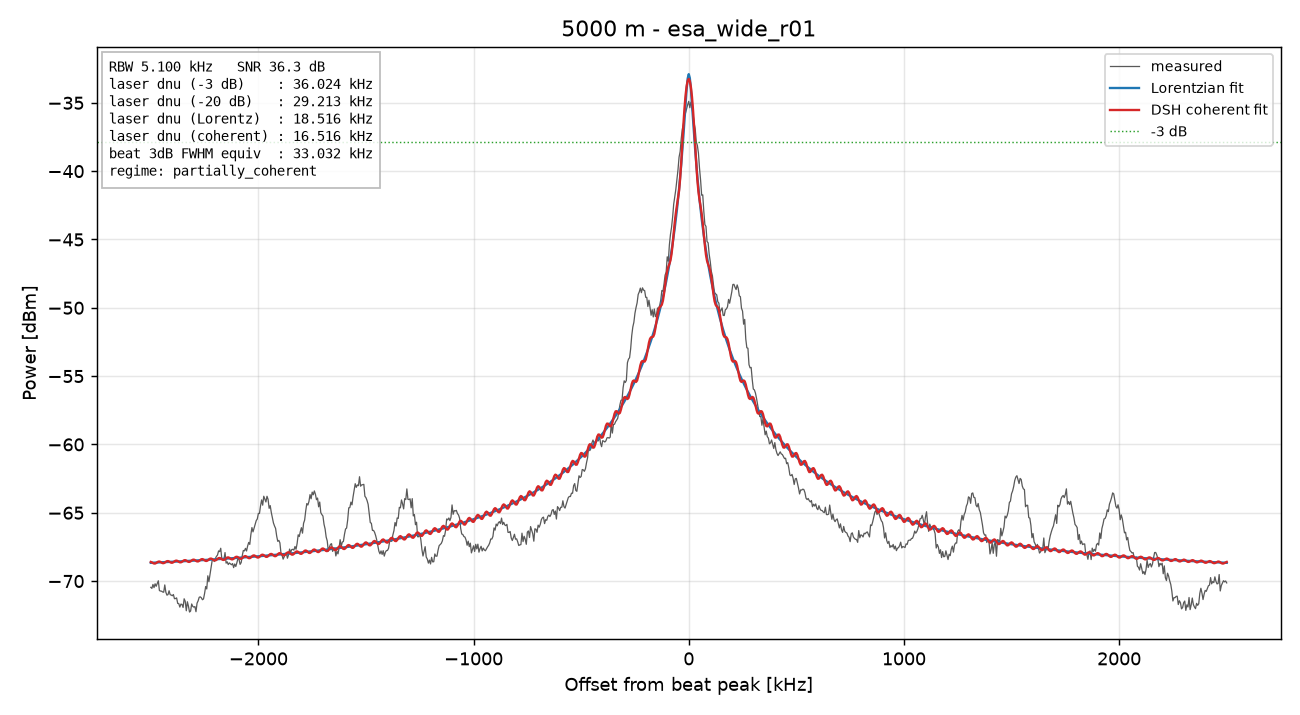 5000 m - esa_wide_r01
RBW 5.100 kHz   SNR 36.3 dB
laser dnu (-3 dB)    : 36.024 kHz
laser dnu (-20 dB)   : 29.213 kHz
laser dnu (Lorentz)  : 18.516 kHz
laser dnu (coherent) : 16.516 kHz
beat 3dB FWHM equiv  : 33.032 kHz
regime: partially_coherent
measured
Lorentzian fit
DSH coherent fit
-3 dB
Power [dBm]
−35
−40
−45
−50
−55
−60
−65
−70
−2000
−1000
0
1000
2000
Offset from beat peak [kHz]